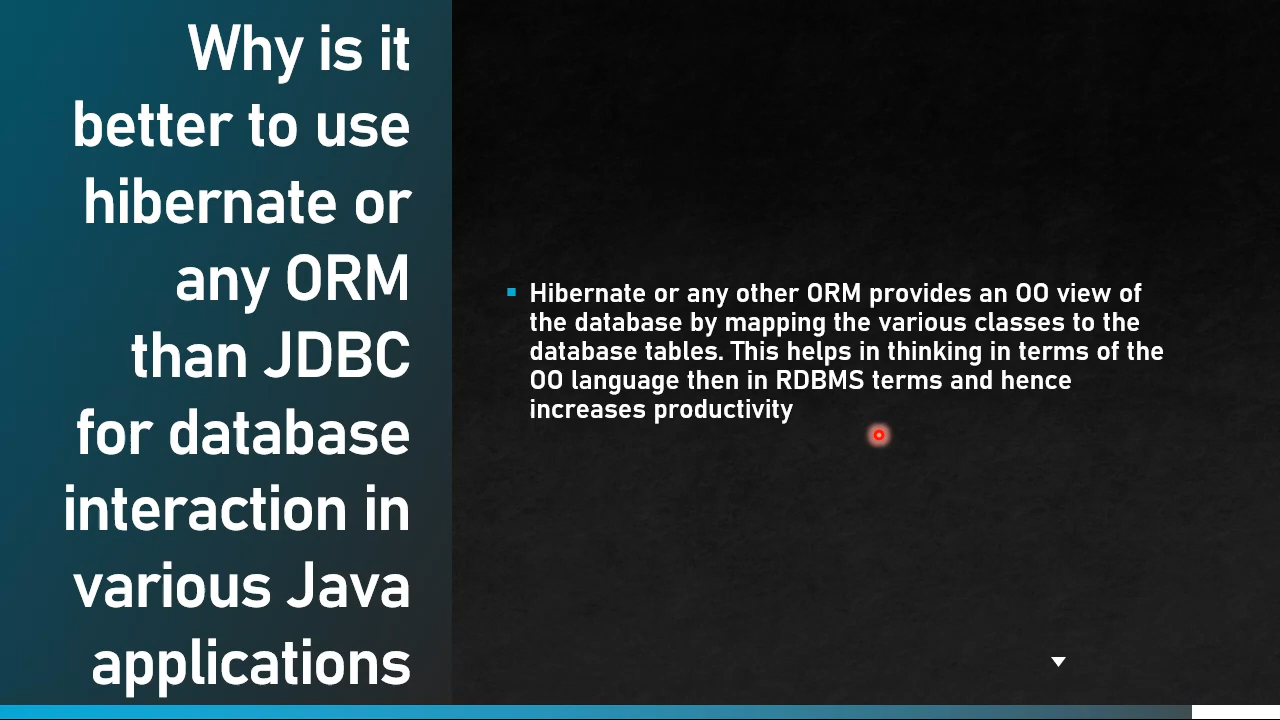 Why is it
better to use
hibernate or
any ORM
than JDBC
for database
interaction in
various Java
applications
Hibernate or any other ORM provides an OO view of
the database by mapping the various classes to the
database tables. This helps in thinking in terms of the
OO language then in RDBMS terms and hence
increases productivity